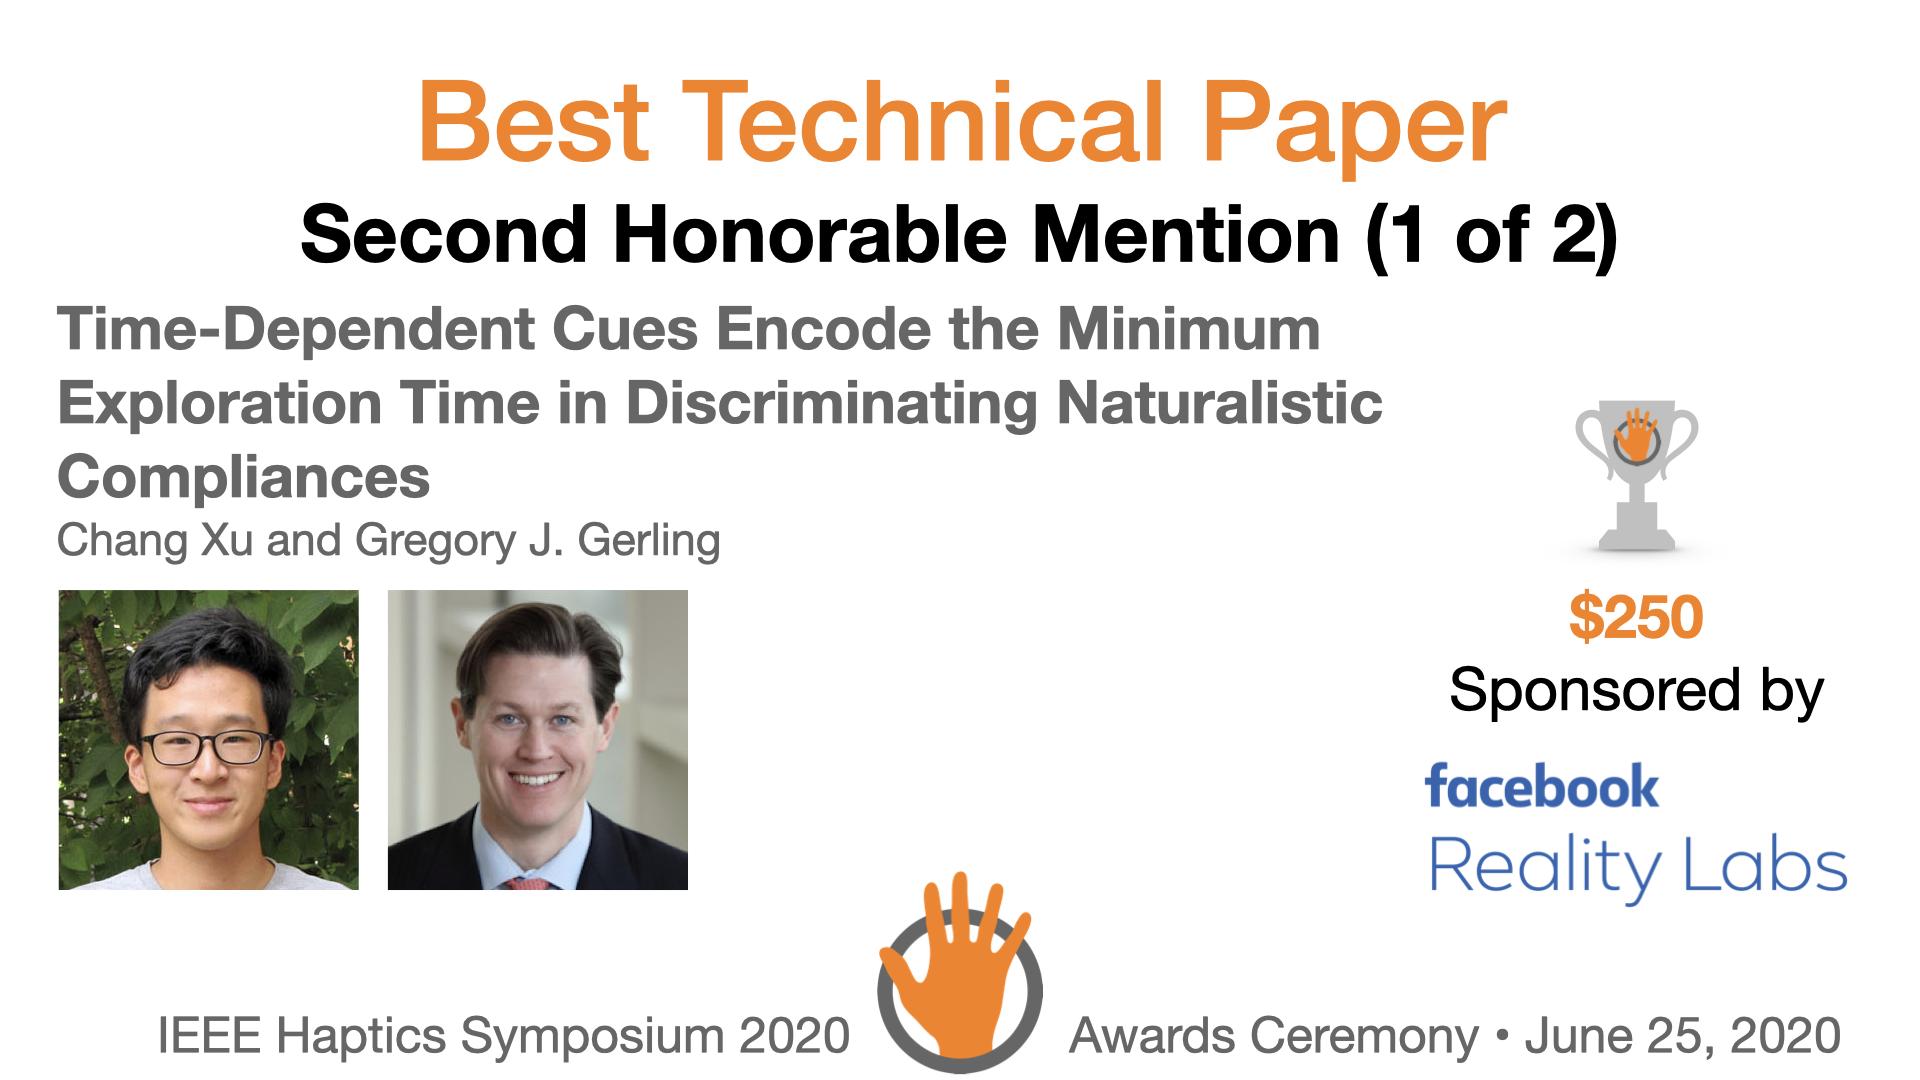 Best Technical Paper
Second Honorable Mention (1 of 2)
Time-Dependent Cues Encode the Minimum
Exploration Time in Discriminating Naturalistic
Compliances
Chang Xu and Gregory J. Gerling
$250
Sponsored by
facebook
Reality Labs
IEEE Haptics Symposium 2020
Awards Ceremony • June 25, 2020